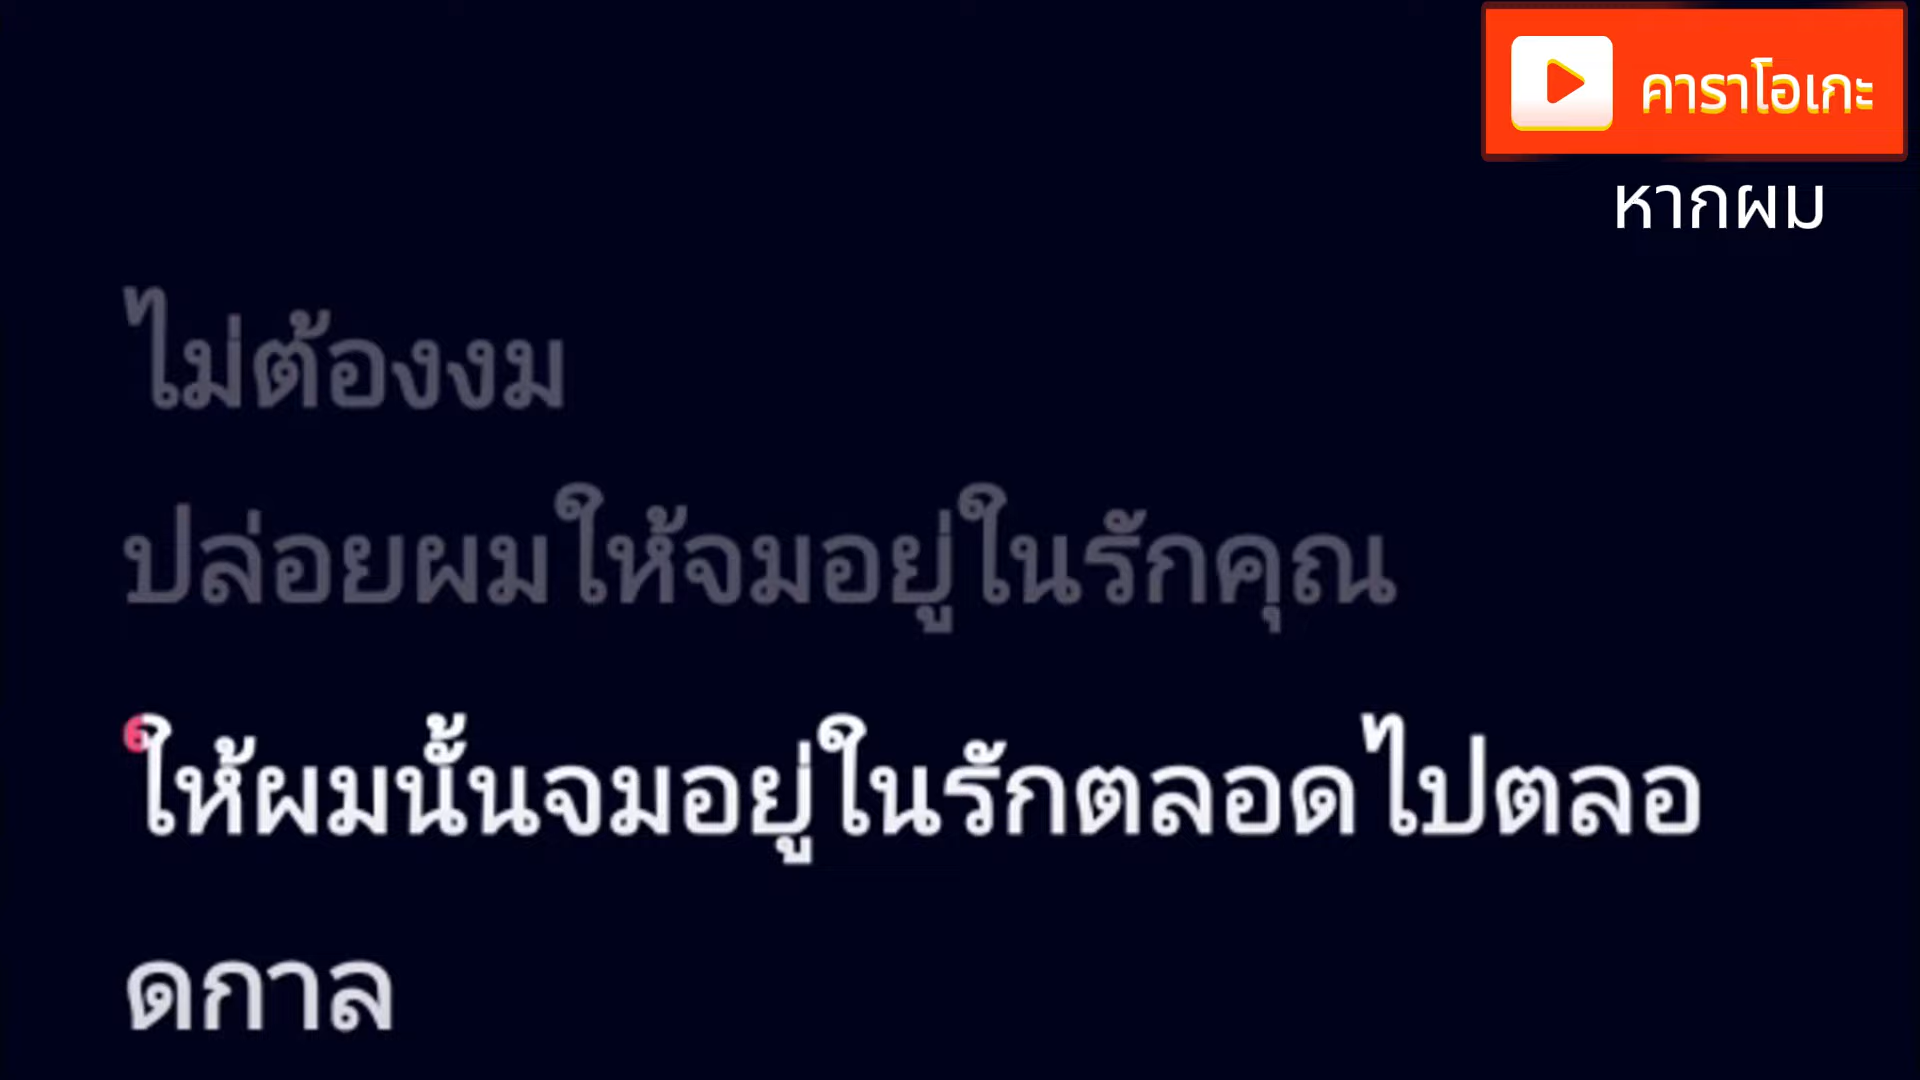 คาราโอเกะ
หากผม
ไม่ต้องงม
ปล่อยผมให้จมอยู่ในรักคุณ
ให้ผมนั้นจมอยู่ในรักตลอดไปตลอ
ดกาล